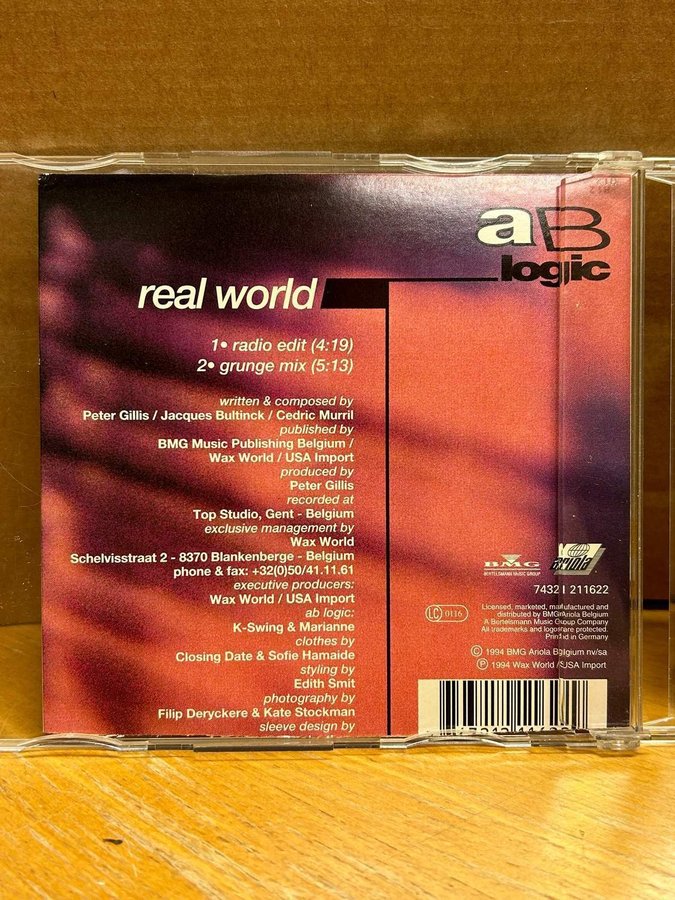 aB
logic
real world
1• radio edit (4:19)
2• grunge mix (5:13)
written & composed by
Peter Gillis / Jacques Bultinck / Cedric Murril
published by
BMG Music Publishing Belgium /
Wax World / USA Import
produced by
Peter Gillis
recorded at
Top Studio, Gent - Belgium
exclusive management by
Wax World
Schelvisstraat 2 - 8370 Blankenberge - Belgium
phone & fax: +32(0)50/41.11.61
executive producers:
Wax World / USA Import
ab logic:
K-Swing & Marianne
clothes by
Closing Date & Sofie Hamaide
styling by
Edith Smit
photography by
Filip Deryckere & Kate Stockman
sleeve design by
BMG
BERTELSMANN MUSIC GROUP
ariola
74321 211622
LC 0116
Licensed, marketed, manufactured and
distributed by BMG Ariola Belgium
A Bertelsmann Music Group Company
All trademarks and logos are protected.
Printed in Germany
© 1994 BMG Ariola Belgium nv/sa
℗ 1994 Wax World / USA Import